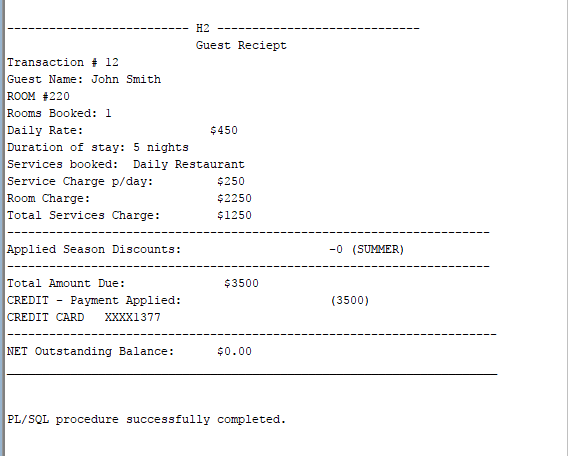 --------------------------- H2 -----------------------------
Guest Reciept
Transaction # 12
Guest Name: John Smith
ROOM #220
Rooms Booked: 1
Daily Rate: $450
Duration of stay: 5 nights
Services booked: Daily Restaurant
Service Charge p/day: $250
Room Charge: $2250
Total Services Charge: $1250
---------------------------------------------------------------------
Applied Season Discounts: -0 (SUMMER)
---------------------------------------------------------------------
Total Amount Due: $3500
CREDIT - Payment Applied: (3500)
CREDIT CARD XXXX1377
----------------------------------------------------------------------
NET Outstanding Balance: $0.00
______________________________________________________________________
PL/SQL procedure successfully completed.